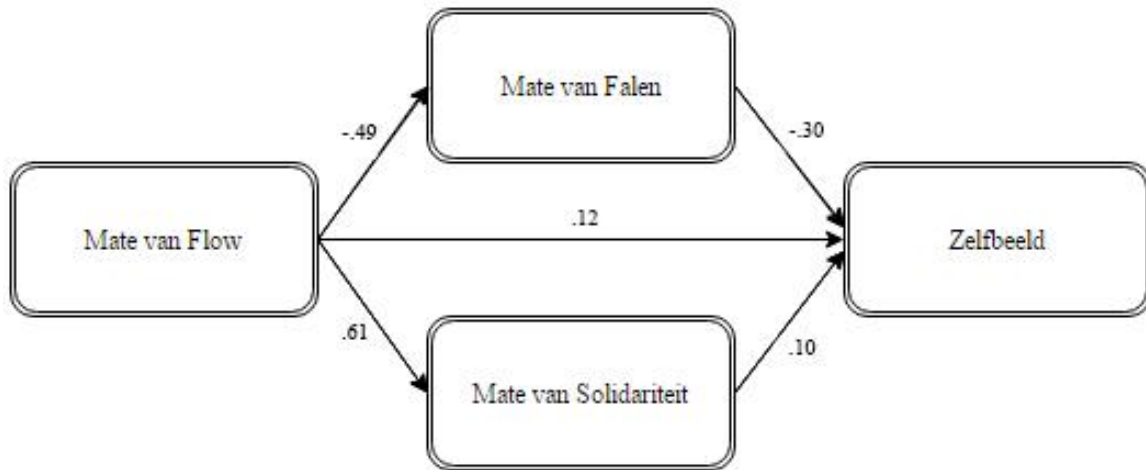 Mate van Falen
-.49
-.30
Mate van Flow
.12
Zelfbeeld
.61
.10
Mate van Solidariteit